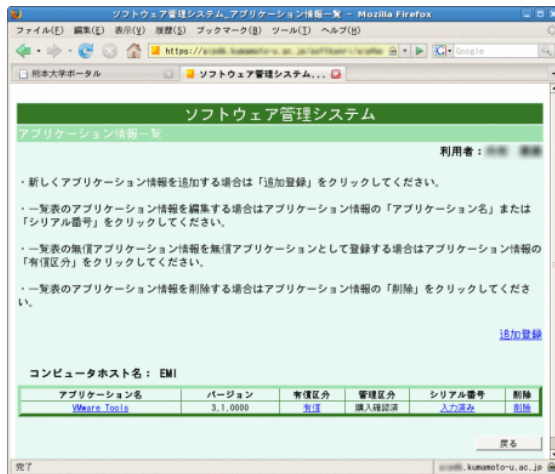 ソフトウェア管理システム_アプリケーション情報一覧 - Mozilla Firefox
ファイル(F) 編集(E) 表示(V) 履歴(S) ブックマーク(B) ツール(T) ヘルプ(H)
https:// .kumamoto-u.ac.jp/ Google
熊本大学ポータル ソフトウェア管理システム...
ソフトウェア管理システム
アプリケーション情報一覧
利用者:
・新しくアプリケーション情報を追加する場合は「追加登録」をクリックしてください。
・一覧表のアプリケーション情報を編集する場合はアプリケーション情報の「アプリケーション名」または
「シリアル番号」をクリックしてください。
・一覧表の無償アプリケーション情報を無償アプリケーションとして登録する場合はアプリケーション情報の
「有償区分」をクリックしてください。
・一覧表のアプリケーション情報を削除する場合はアプリケーション情報の「削除」をクリックしてくださ
い。
追加登録
コンピュータホスト名: EMI
アプリケーション名 バージョン 有償区分 管理区分 シリアル番号 削除
VMware Tools 3.1.0000 有償 購入確認済 入力済み 削除
戻る
完了 .kumamoto-u.ac.jp